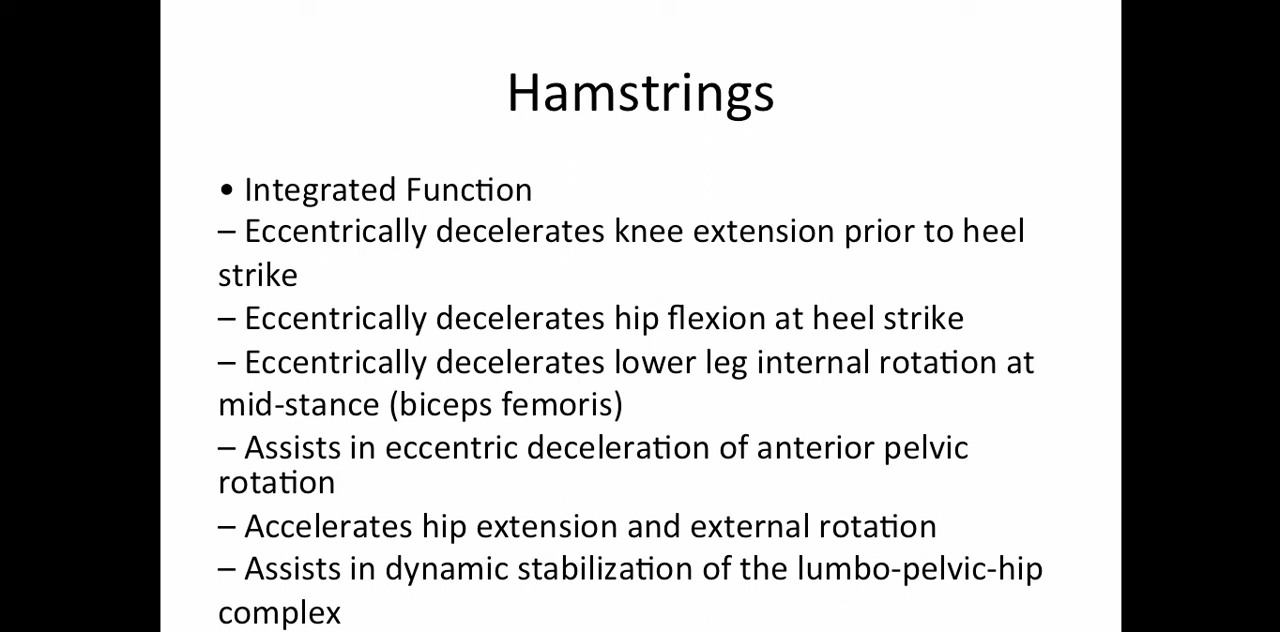 Hamstrings
• Integrated Function
– Eccentrically decelerates knee extension prior to heel
strike
– Eccentrically decelerates hip flexion at heel strike
– Eccentrically decelerates lower leg internal rotation at
mid-stance (biceps femoris)
– Assists in eccentric deceleration of anterior pelvic
rotation
– Accelerates hip extension and external rotation
– Assists in dynamic stabilization of the lumbo-pelvic-hip
complex